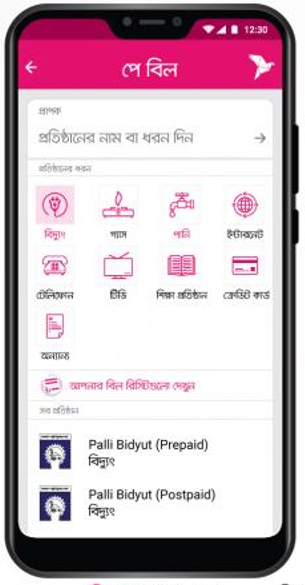 12:30
পে বিল
প্রাপক
প্রতিষ্ঠানের নাম বা ধরন দিন
প্রতিষ্ঠানের ধরন
বিদ্যুৎ গ্যাস পানি ইন্টারনেট
টেলিফোন টিভি শিক্ষা প্রতিষ্ঠান ক্রেডিট কার্ড
অন্যান্য
আপনার বিল রিসিটগুলো দেখুন
সব প্রতিষ্ঠান
Palli Bidyut (Prepaid)
বিদ্যুৎ
Palli Bidyut (Postpaid)
বিদ্যুৎ